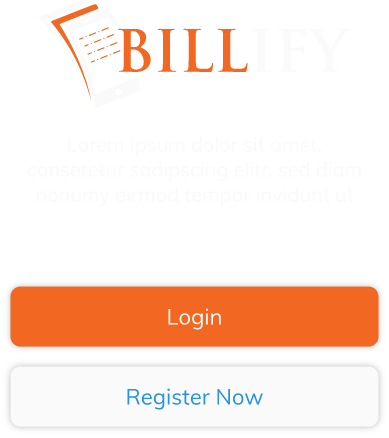 BILLIFY
Lorem ipsum dolor sit amet,
consetetur sadipscing elitr, sed diam
nonumy eirmod tempor invidunt ut
Login
Register Now